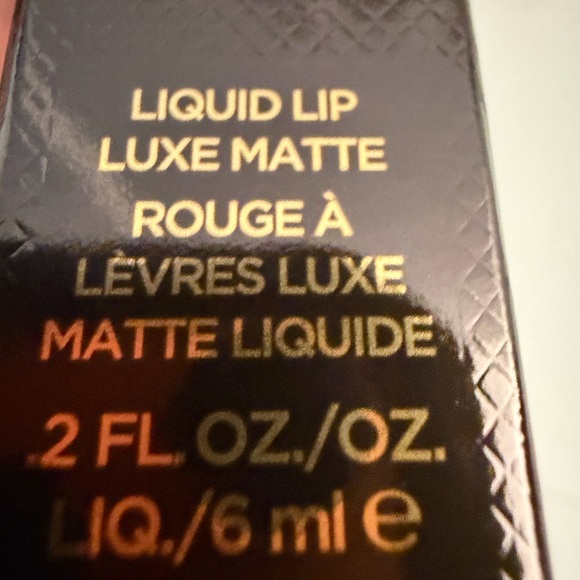 LIQUID LIP
LUXE MATTE
ROUGE À
LÈVRES LUXE
MATTE LIQUIDE
.2 FL. OZ./OZ.
LIQ./6 ml e